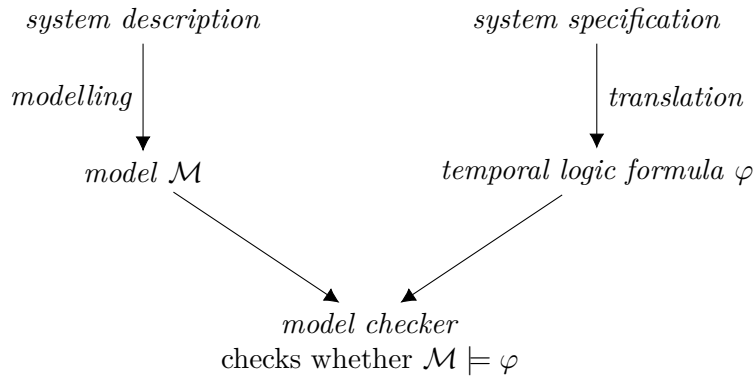 system description
system specification
modelling
translation
model ℳ
temporal logic formula φ
model checker
checks whether ℳ ⊨ φ